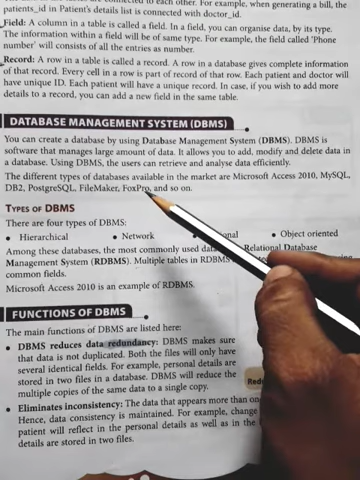 to each other. For example, when generating a bill, the
patients_id in Patient's details list is connected with doctor_id.
Field: A column in a table is called a field. In a field, you can organise data, by its type.
The information within a field will be of same type. For example, the field called 'Phone
number' will consists of all the entries as number.
Record: A row in a table is called a record. A row in a database gives complete information
of that record. Every cell in a row is part of record of that row. Each patient and doctor will
have unique ID. Each patient will have a unique record. In case, if you wish to add more
details to a record, you can add a new field in the same table.
DATABASE MANAGEMENT SYSTEM (DBMS)
You can create a database by using Database Management System (DBMS). DBMS is
software that manages large amount of data. It allows you to add, modify and delete data in
a database. Using DBMS, the users can retrieve and analyse data efficiently.
The different types of databases available in the market are Microsoft Access 2010, MySQL,
DB2, PostgreSQL, FileMaker, FoxPro, and so on.
TYPES OF DBMS
There are four types of DBMS:
• Hierarchical • Network • Object oriented
Among these databases, the most commonly used Relational Database
Management System (RDBMS). Multiple tables in RDBMS
common fields.
Microsoft Access 2010 is an example of RDBMS.
FUNCTIONS OF DBMS
The main functions of DBMS are listed here:
• DBMS reduces data redundancy: DBMS makes sure
that data is not duplicated. Both the files will only have
several identical fields. For example, personal details are
stored in two files in a database. DBMS will reduce the
multiple copies of the same data to a single copy.
• Eliminates inconsistency: The data that appears more than
Hence, data consistency is maintained. For example, change
patient will reflect in the personal details as well as in the
details are stored in two files.